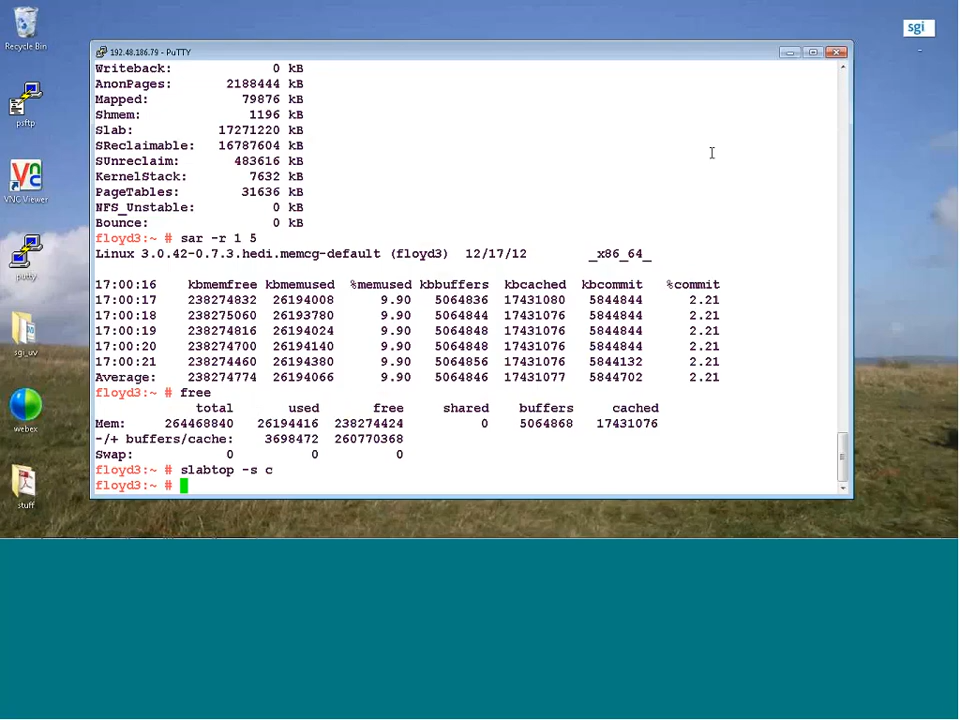 Recycle Bin
psftp
VNC Viewer
putty
sgi_uv
webex
stuff
sgi
192.48.186.79 - PuTTY
Writeback: 0 kB
AnonPages: 2188444 kB
Mapped: 79876 kB
Shmem: 1196 kB
Slab: 17271220 kB
SReclaimable: 16787604 kB
SUnreclaim: 483616 kB
KernelStack: 7632 kB
PageTables: 31636 kB
NFS_Unstable: 0 kB
Bounce: 0 kB
floyd3:~ # sar -r 1 5
Linux 3.0.42-0.7.3.hedi.memcg-default (floyd3) 12/17/12 _x86_64_
17:00:16 kbmemfree kbmemused %memused kbbuffers kbcached kbcommit %commit
17:00:17 238274832 26194008 9.90 5064836 17431080 5844844 2.21
17:00:18 238275060 26193780 9.90 5064844 17431076 5844844 2.21
17:00:19 238274816 26194024 9.90 5064848 17431076 5844844 2.21
17:00:20 238274700 26194140 9.90 5064848 17431076 5844844 2.21
17:00:21 238274460 26194380 9.90 5064856 17431076 5844132 2.21
Average: 238274774 26194066 9.90 5064846 17431077 5844702 2.21
floyd3:~ # free
total used free shared buffers cached
Mem: 264468840 26194416 238274424 0 5064868 17431076
-/+ buffers/cache: 3698472 260770368
Swap: 0 0 0
floyd3:~ # slabtop -s c
floyd3:~ #